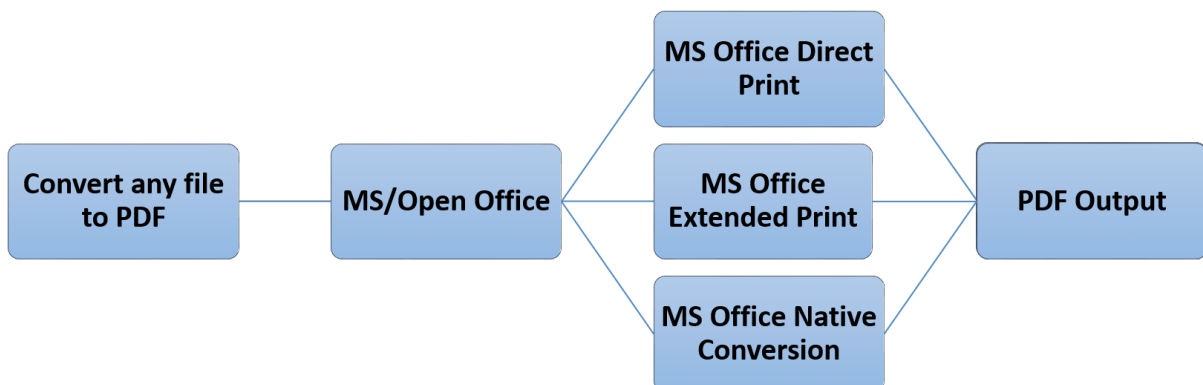 Convert any file
to PDF
MS/Open Office
MS Office Direct
Print
MS Office
Extended Print
MS Office Native
Conversion
PDF Output